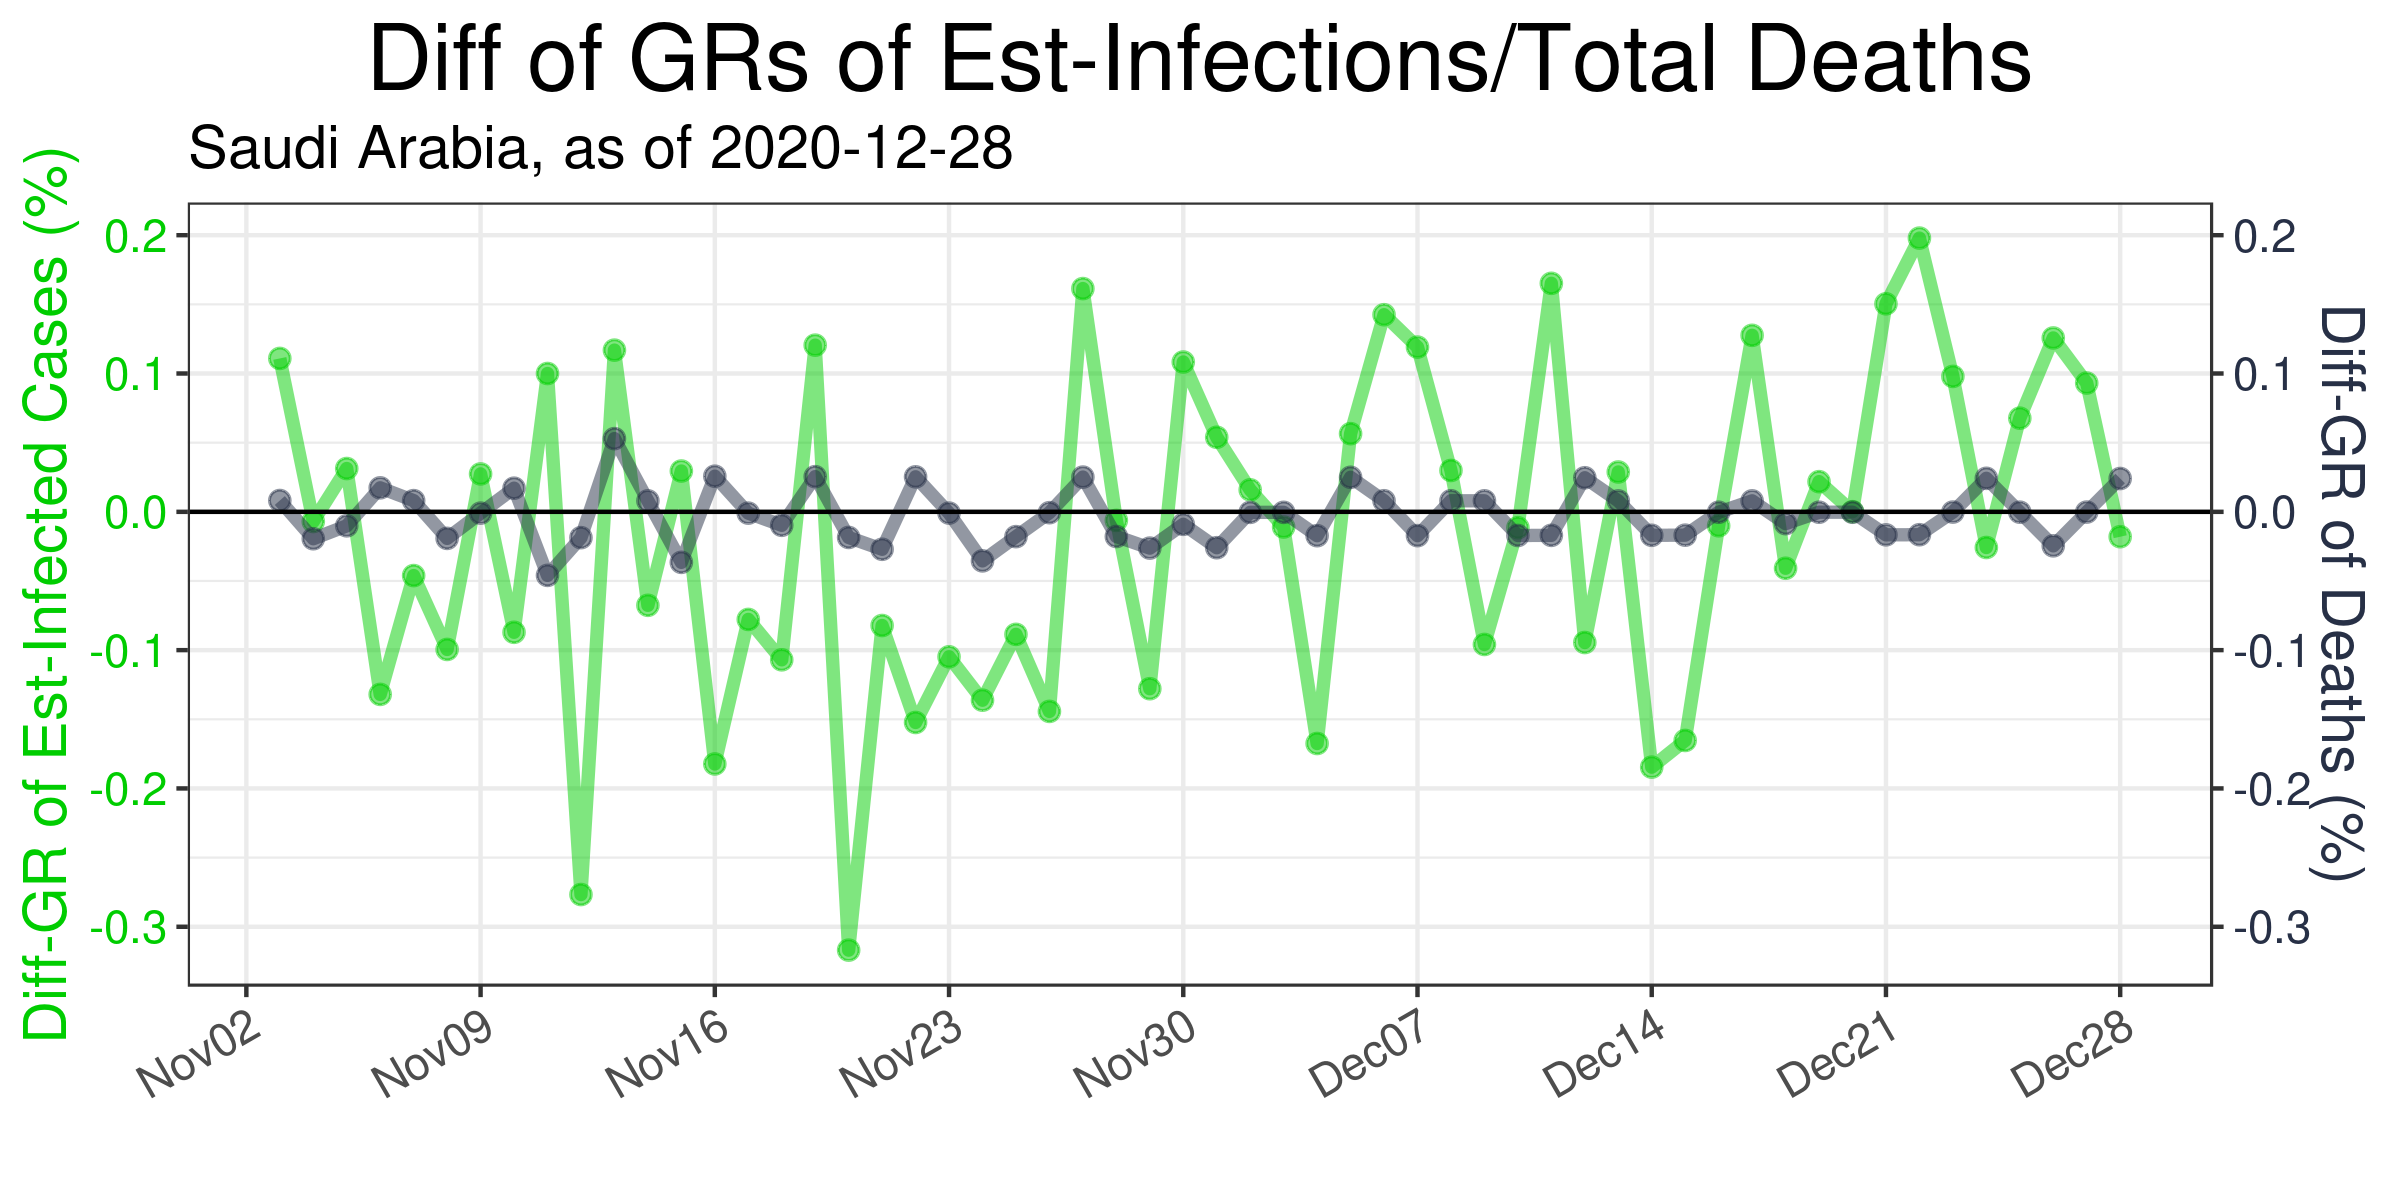 Diff of GRs of Est-Infections/Total Deaths
Saudi Arabia, as of 2020-12-28
Diff-GR of Est-Infected Cases (%)
0.2
0.1
0.0
-0.1
-0.2
-0.3
0.2
0.1
0.0
-0.1
-0.2
-0.3
Diff-GR of Deaths (%)
Nov02
Nov09
Nov16
Nov23
Nov30
Dec07
Dec14
Dec21
Dec28